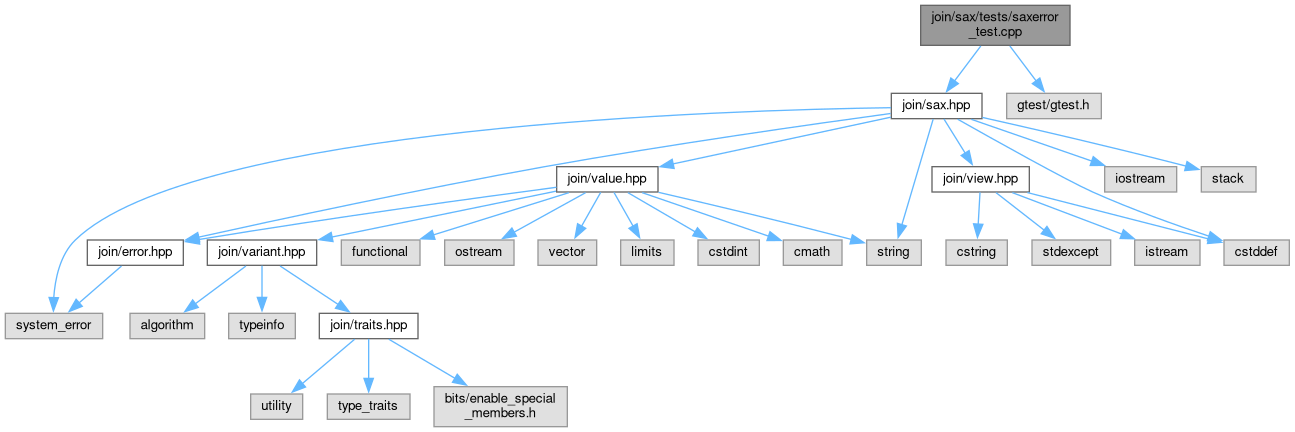 join/sax/tests/saxerror
_test.cpp
join/sax.hpp
gtest/gtest.h
join/value.hpp
join/view.hpp
iostream
stack
join/error.hpp
join/variant.hpp
functional
ostream
vector
limits
cstdint
cmath
string
cstring
stdexcept
istream
cstddef
system_error
algorithm
typeinfo
join/traits.hpp
utility
type_traits
bits/enable_special
_members.h